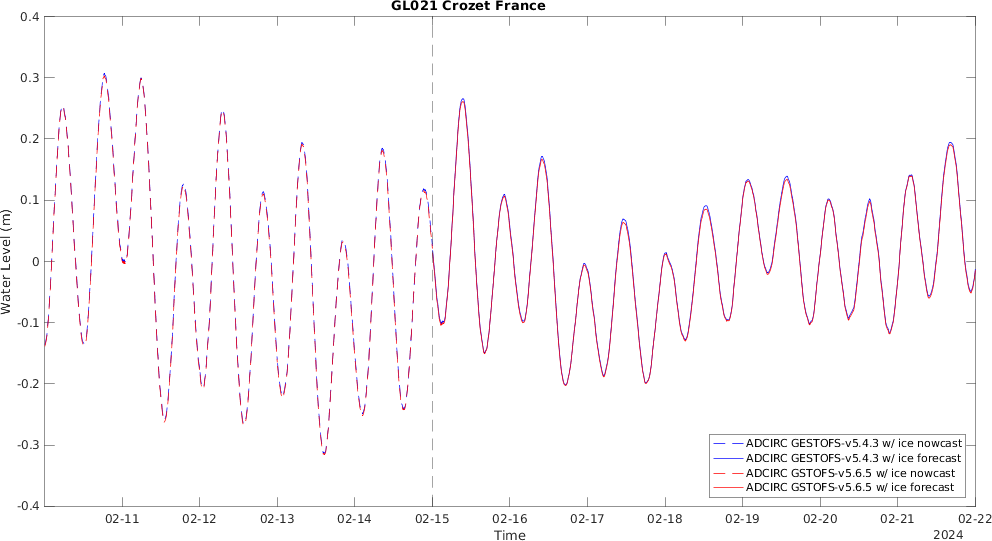 GL021 Crozet France
0.4
0.3
0.2
0.1
0
-0.1
-0.2
-0.3
-0.4
Water Level (m)
ADCIRC GESTOFS-v5.4.3 w/ ice nowcast
ADCIRC GESTOFS-v5.4.3 w/ ice forecast
ADCIRC GSTOFS-v5.6.5 w/ ice nowcast
ADCIRC GSTOFS-v5.6.5 w/ ice forecast
02-11 02-12 02-13 02-14 02-15 02-16 02-17 02-18 02-19 02-20 02-21 02-22
Time
2024